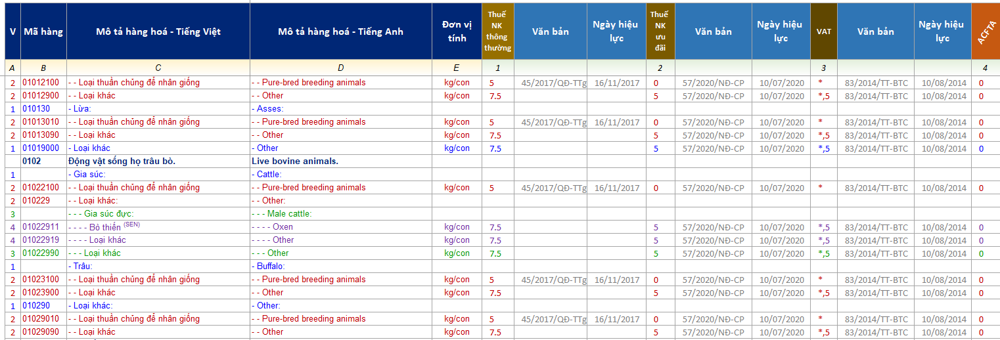 V Mã hàng Mô tả hàng hoá - Tiếng Việt Mô tả hàng hoá - Tiếng Anh Đơn vị tính Thuế NK thông thường Văn bản Ngày hiệu lực Thuế NK ưu đãi Văn bản Ngày hiệu lực VAT Văn bản Ngày hiệu lực ACFTA
A B C D E 1 2 3 4
2 01012100 - - Loại thuần chủng để nhân giống - - Pure-bred breeding animals kg/con 5 45/2017/QĐ-TTg 16/11/2017 0 57/2020/NĐ-CP 10/07/2020 * 83/2014/TT-BTC 10/08/2014 0
2 01012900 - - Loại khác - - Other kg/con 7.5 5 57/2020/NĐ-CP 10/07/2020 *,5 83/2014/TT-BTC 10/08/2014 0
1 010130 - Lừa: - Asses:
2 01013010 - - Loại thuần chủng để nhân giống - - Pure-bred breeding animals kg/con 5 45/2017/QĐ-TTg 16/11/2017 0 57/2020/NĐ-CP 10/07/2020 * 83/2014/TT-BTC 10/08/2014 0
2 01013090 - - Loại khác - - Other kg/con 7.5 5 57/2020/NĐ-CP 10/07/2020 *,5 83/2014/TT-BTC 10/08/2014 0
1 01019000 - Loại khác - Other kg/con 7.5 5 57/2020/NĐ-CP 10/07/2020 *,5 83/2014/TT-BTC 10/08/2014 0
0102 Động vật sống họ trâu bò. Live bovine animals.
1 - Gia súc: - Cattle:
2 01022100 - - Loại thuần chủng để nhân giống - - Pure-bred breeding animals kg/con 5 45/2017/QĐ-TTg 16/11/2017 0 57/2020/NĐ-CP 10/07/2020 * 83/2014/TT-BTC 10/08/2014 0
2 010229 - - Loại khác: - - Other:
3 - - - Gia súc đực: - - - Male cattle:
4 01022911 - - - - Bò thiến (SEN) - - - - Oxen kg/con 7.5 5 57/2020/NĐ-CP 10/07/2020 *,5 83/2014/TT-BTC 10/08/2014 0
4 01022919 - - - - Loại khác - - - - Other kg/con 7.5 5 57/2020/NĐ-CP 10/07/2020 *,5 83/2014/TT-BTC 10/08/2014 0
3 01022990 - - - Loại khác - - - Other kg/con 7.5 5 57/2020/NĐ-CP 10/07/2020 *,5 83/2014/TT-BTC 10/08/2014 0
1 - Trâu: - Buffalo:
2 01023100 - - Loại thuần chủng để nhân giống - - Pure-bred breeding animals kg/con 5 45/2017/QĐ-TTg 16/11/2017 0 57/2020/NĐ-CP 10/07/2020 * 83/2014/TT-BTC 10/08/2014 0
2 01023900 - - Loại khác - - Other kg/con 7.5 5 57/2020/NĐ-CP 10/07/2020 *,5 83/2014/TT-BTC 10/08/2014 0
1 010290 - Loại khác: - Other:
2 01029010 - - Loại thuần chủng để nhân giống - - Pure-bred breeding animals kg/con 5 45/2017/QĐ-TTg 16/11/2017 0 57/2020/NĐ-CP 10/07/2020 * 83/2014/TT-BTC 10/08/2014 0
2 01029090 - - Loại khác - - Other kg/con 7.5 5 57/2020/NĐ-CP 10/07/2020 *,5 83/2014/TT-BTC 10/08/2014 0